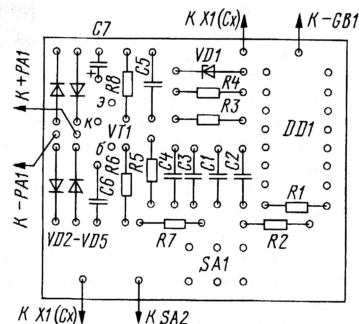 К X1(Cx)
К-GB1
C7
К+PA1
+
R8
C5
VD1
R4
R3
DD1
Э
К
VT1
б
R6
R5
C4
C3
C1
C2
К-PA1
C6
VD2-VD5
R7
R1
R2
SA1
К X1(Cx)
К SA2